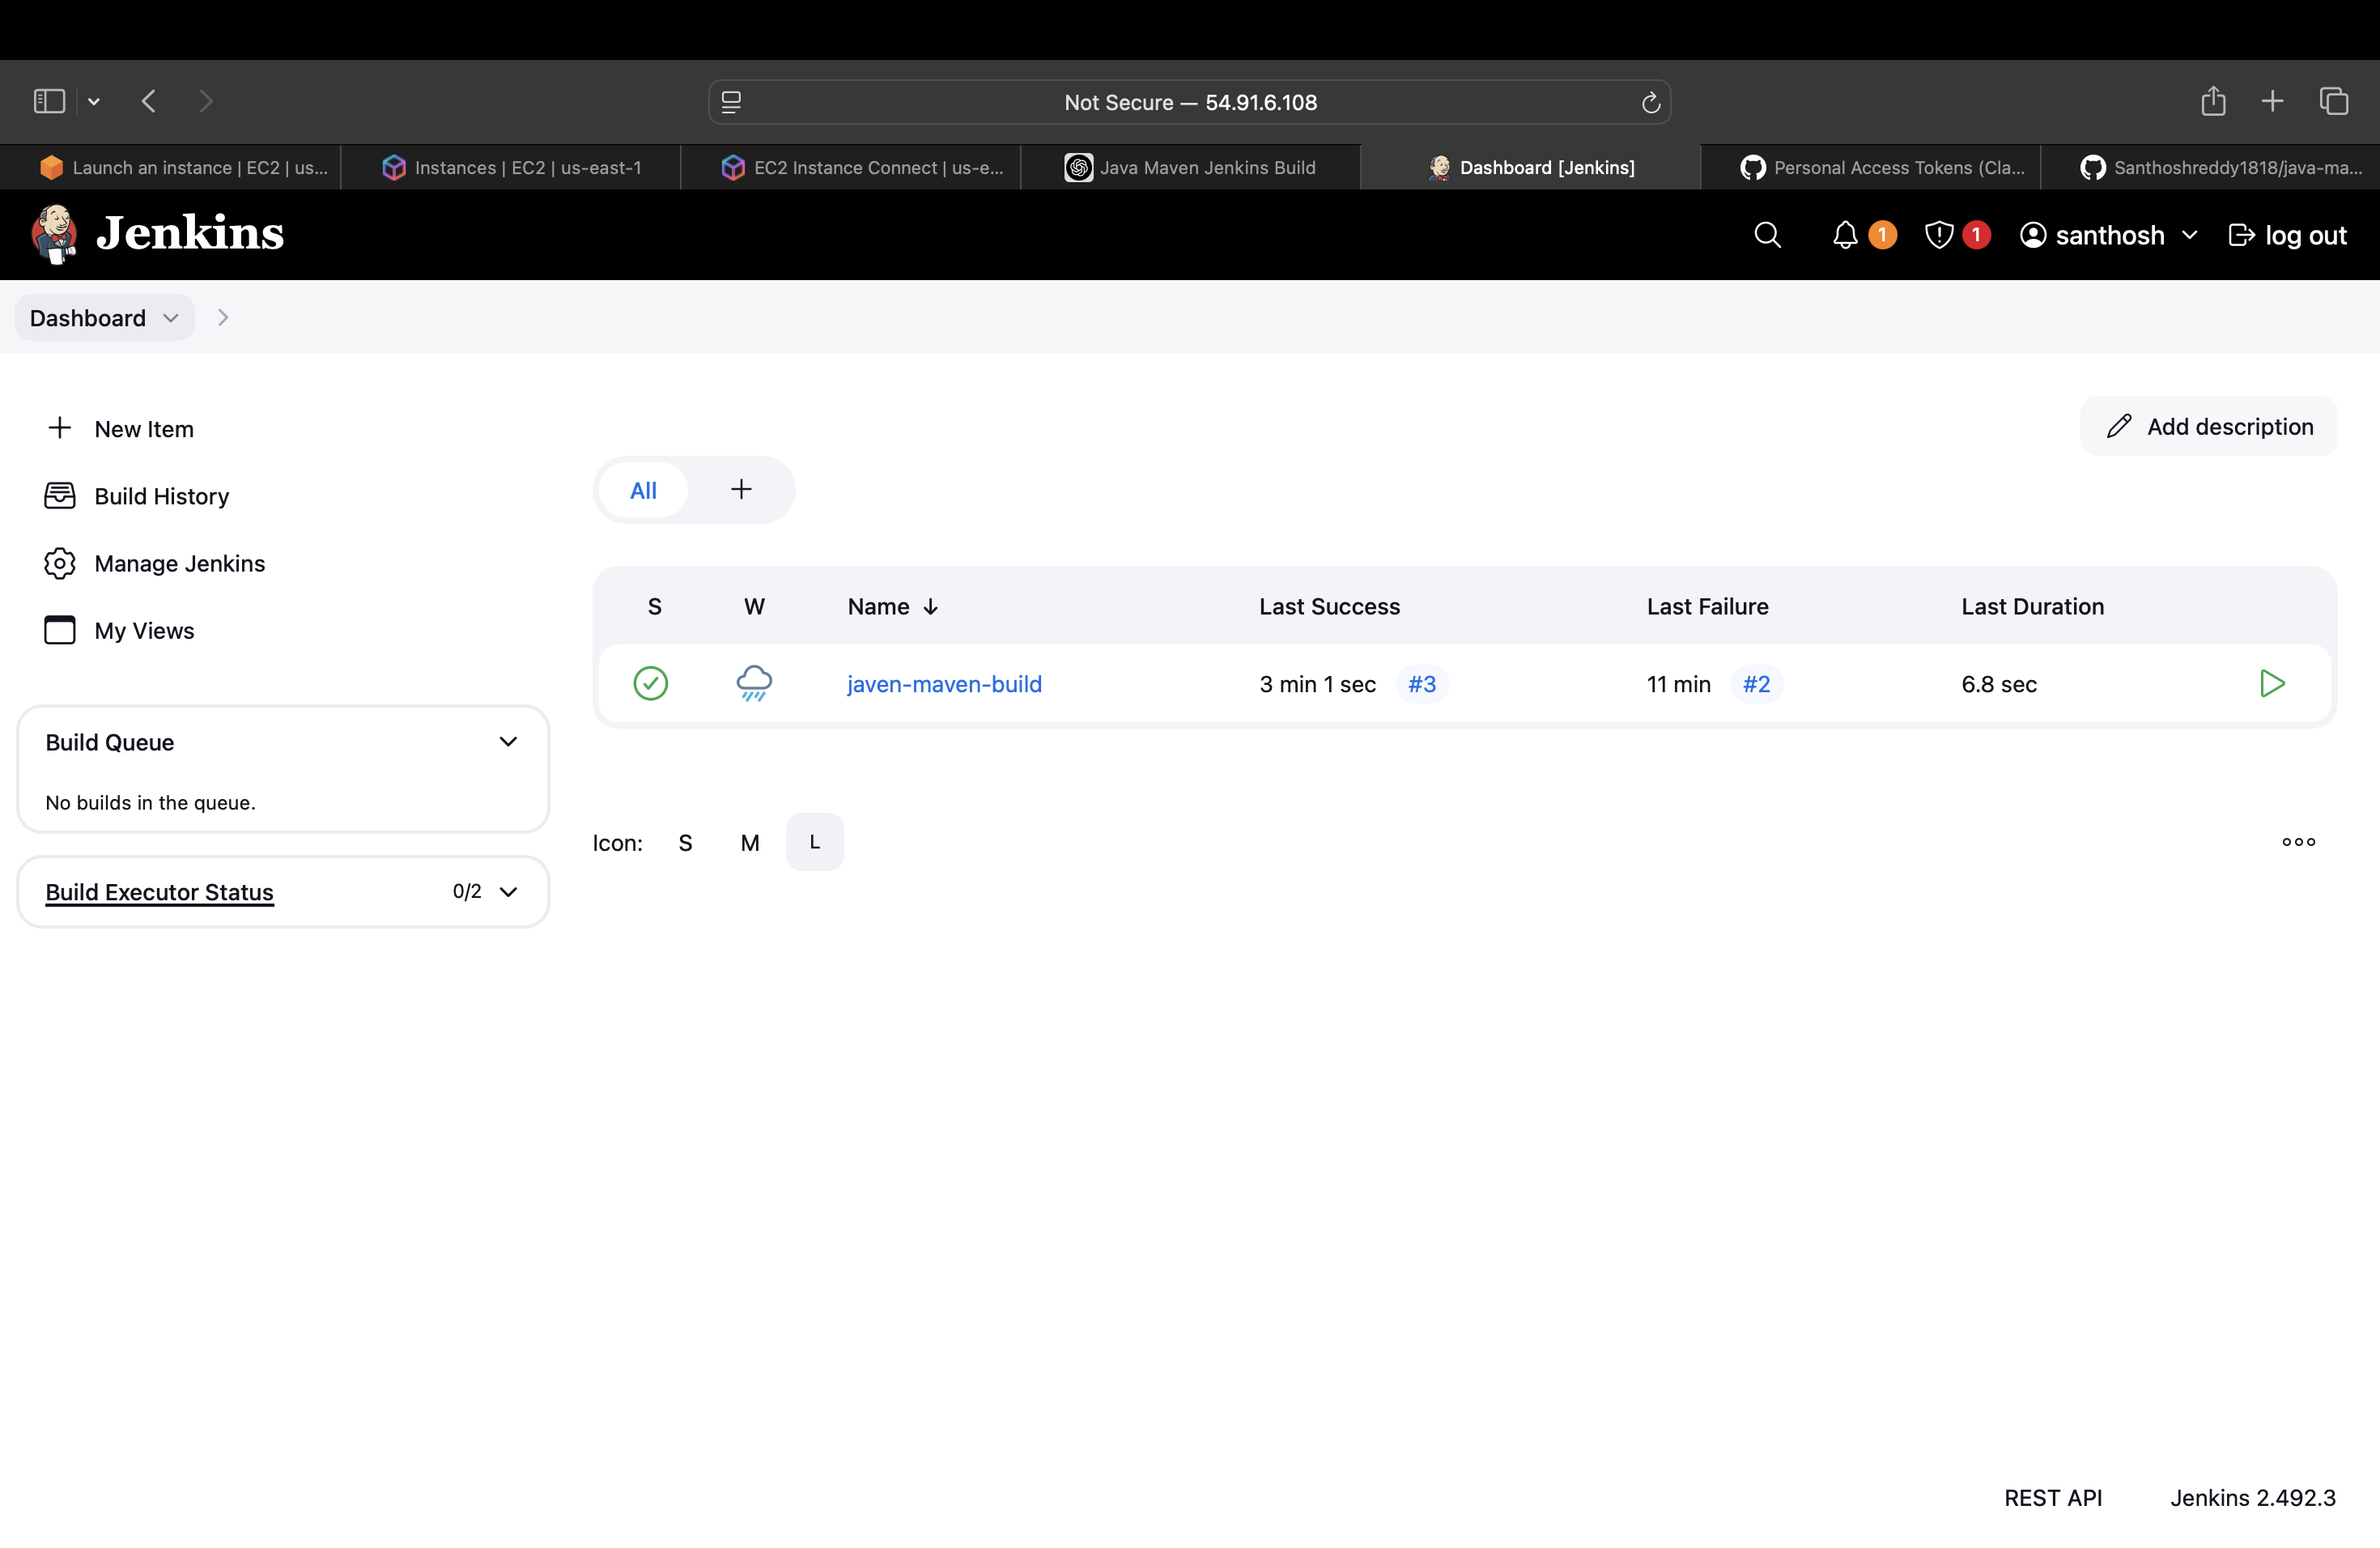 Not Secure — 54.91.6.108
Launch an instance | EC2 | us...
Instances | EC2 | us-east-1
EC2 Instance Connect | us-e...
Java Maven Jenkins Build
Dashboard [Jenkins]
Personal Access Tokens (Cla...
Santhoshreddy1818/java-ma...
Jenkins
1
1
santhosh
log out
Dashboard
New Item
Build History
Manage Jenkins
My Views
Build Queue
No builds in the queue.
Build Executor Status 0/2
Add description
All
S W Name ↓ Last Success Last Failure Last Duration
javen-maven-build 3 min 1 sec #3 11 min #2 6.8 sec
Icon: S M L
REST API Jenkins 2.492.3